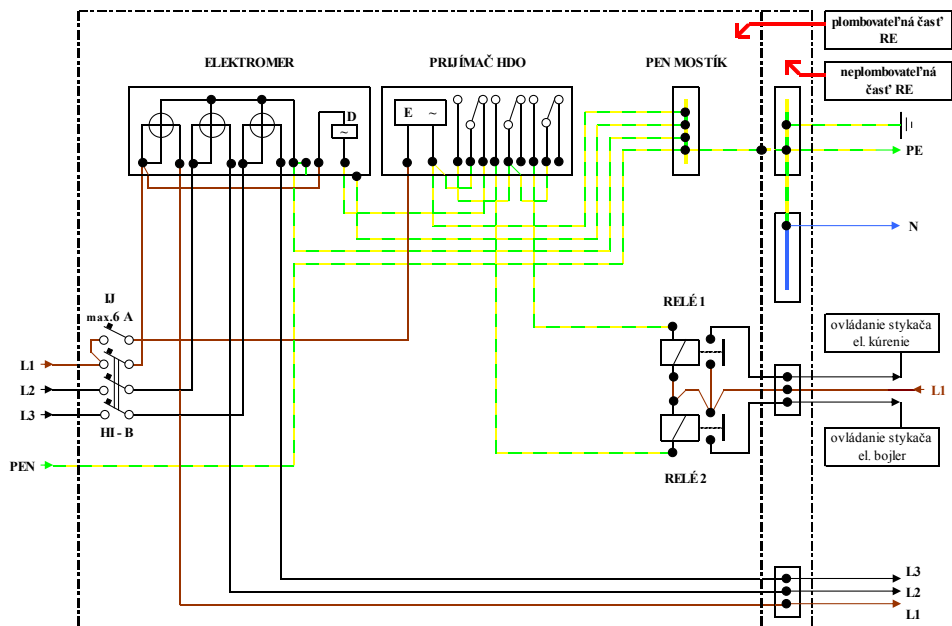 plombovateľná časť
RE
neplombovateľná
časť RE
ELEKTROMER
PRIJÍMAČ HDO
PEN MOSTÍK
D
~
E ~
PE
N
IJ
max.6 A
RELÉ 1
ovládanie stykača
el. kúrenie
L1
L2
L3
L1
HI - B
ovládanie stykača
el. bojler
PEN
RELÉ 2
L3
L2
L1